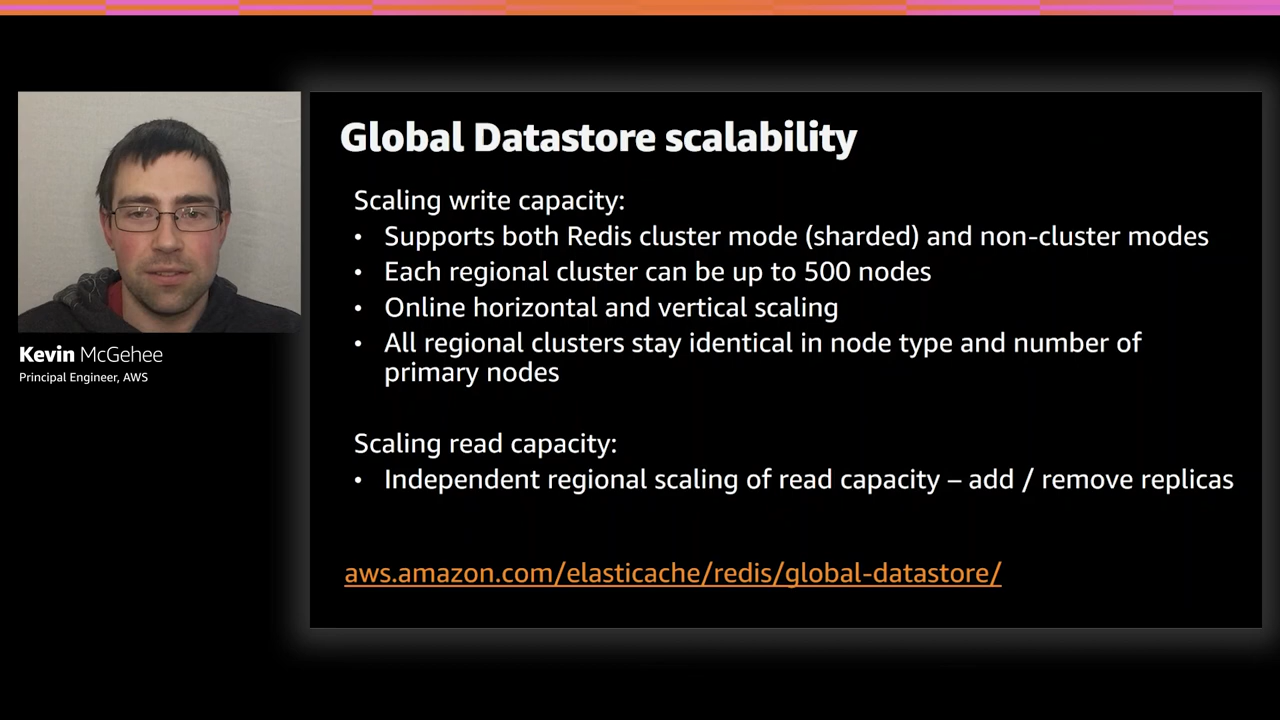 Global Datastore scalability
Scaling write capacity:
• Supports both Redis cluster mode (sharded) and non-cluster modes
• Each regional cluster can be up to 500 nodes
• Online horizontal and vertical scaling
• All regional clusters stay identical in node type and number of
primary nodes
Scaling read capacity:
• Independent regional scaling of read capacity – add / remove replicas
aws.amazon.com/elasticache/redis/global-datastore/
Kevin McGehee
Principal Engineer, AWS